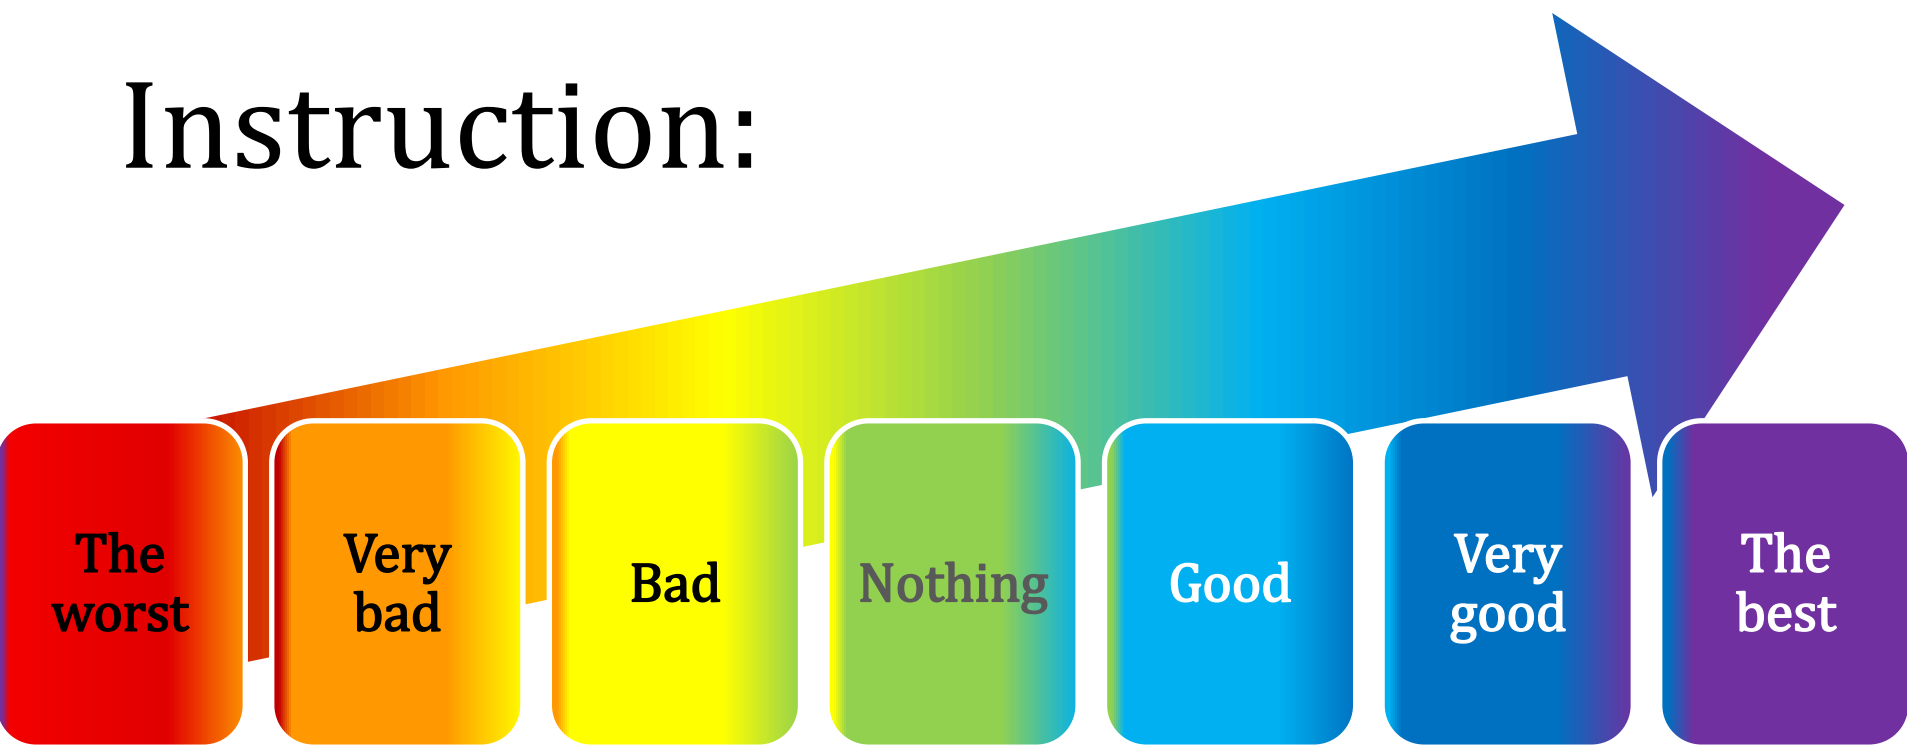 Instruction:
The
worst
Very
bad
Bad
Nothing
Good
Very
good
The
best